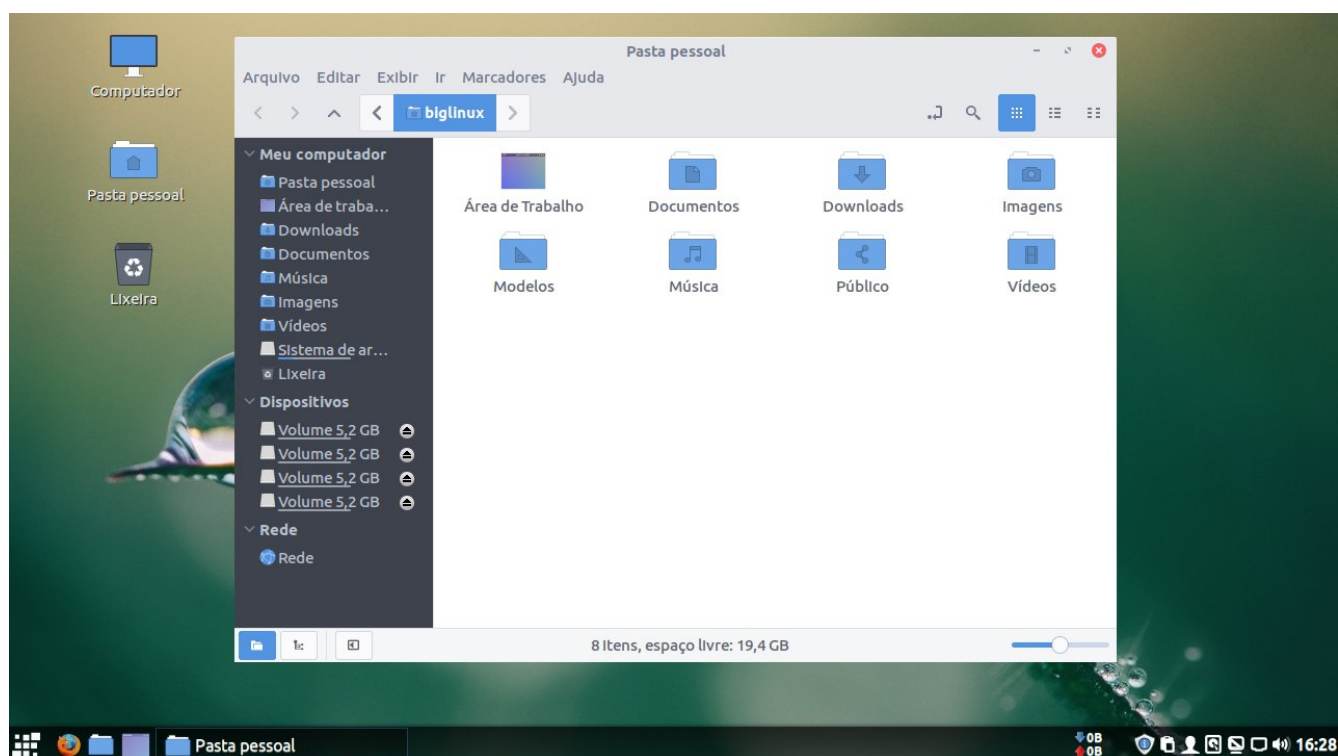 Computador
Pasta pessoal
Lixeira
Pasta pessoal
Arquivo Editar Exibir Ir Marcadores Ajuda
biglinux
Meu computador
Pasta pessoal
Área de traba...
Downloads
Documentos
Música
Imagens
Vídeos
Sistema de ar...
Lixeira
Dispositivos
Volume 5,2 GB
Volume 5,2 GB
Volume 5,2 GB
Volume 5,2 GB
Rede
Rede
Área de Trabalho Documentos Downloads Imagens
Modelos Música Público Vídeos
8 Itens, espaço livre: 19,4 GB
Pasta pessoal
0B
0B
16:28